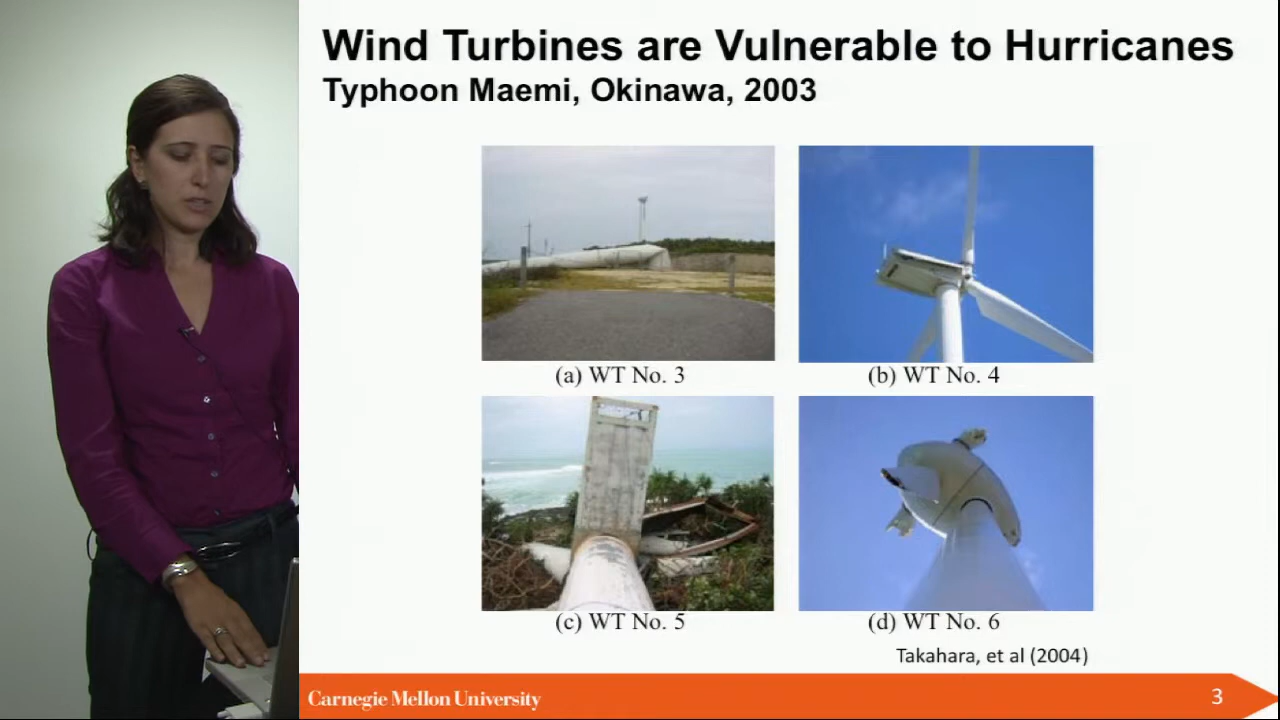 Wind Turbines are Vulnerable to Hurricanes
Typhoon Maemi, Okinawa, 2003
(a) WT No. 3
(b) WT No. 4
(c) WT No. 5
(d) WT No. 6
Takahara, et al (2004)
Carnegie Mellon University
3